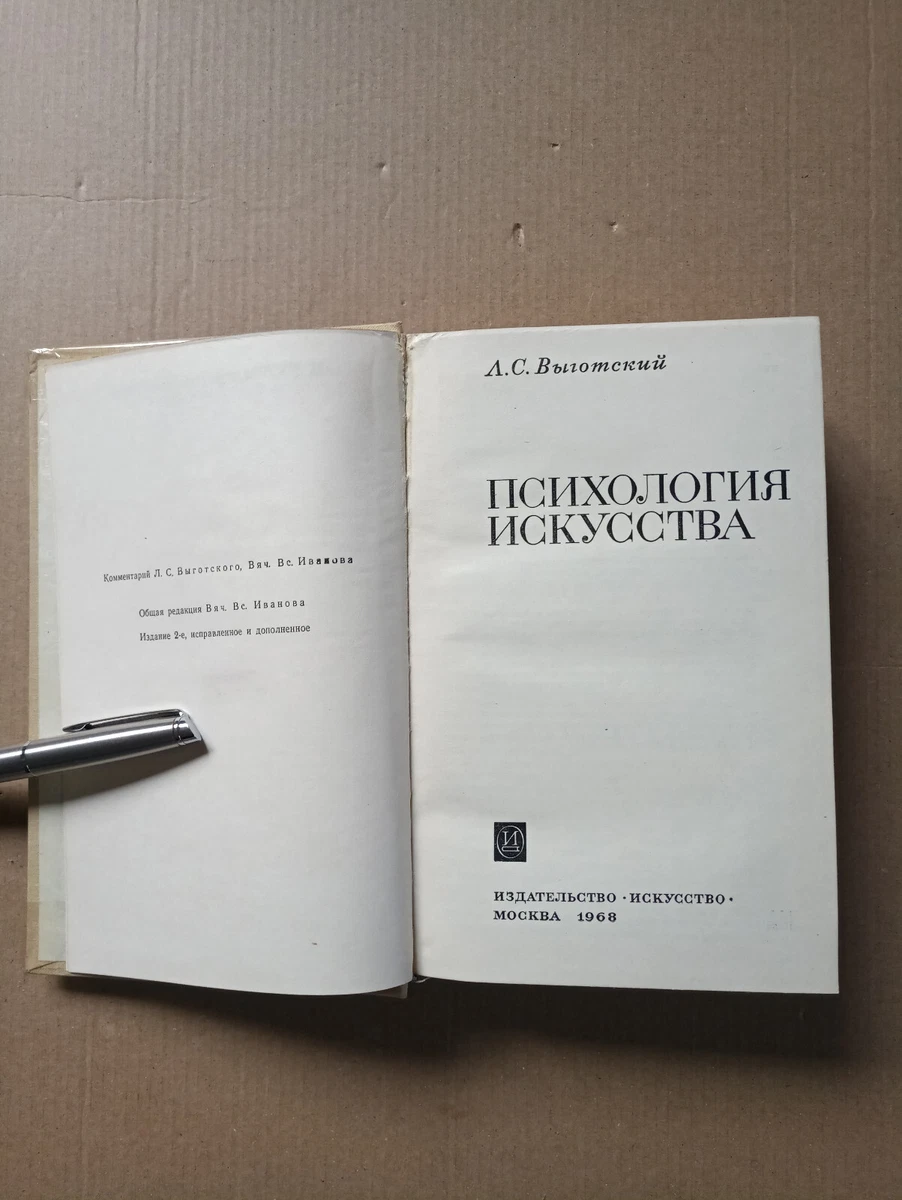 Комментарий Л. С. Выготского, Вяч. Вс. Иванова
Общая редакция Вяч. Вс. Иванова
Издание 2-е, исправленное и дополненное
Л. С. Выготский
ПСИХОЛОГИЯ
ИСКУССТВА
И
ИЗДАТЕЛЬСТВО · ИСКУССТВО ·
МОСКВА 1968